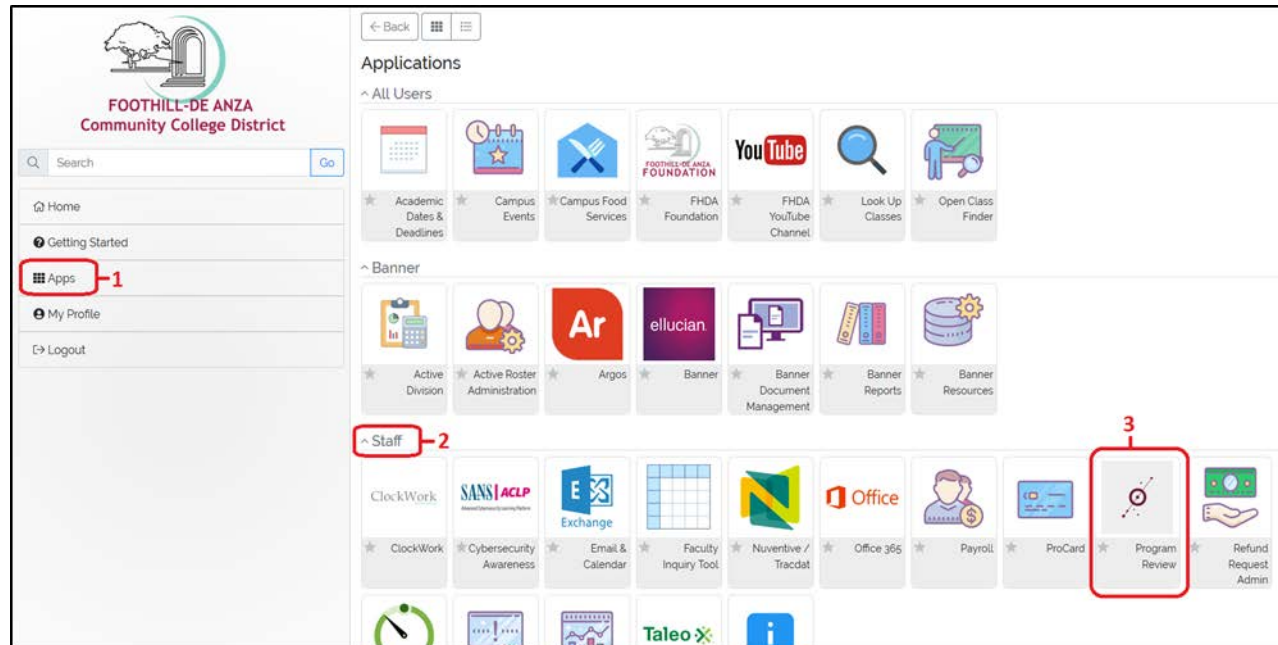 FOOTHILL-DE ANZA
Community College District
Search Go
Home
Getting Started
Apps 1
My Profile
Logout
Back
Applications
All Users
FOOTHILL-DE ANZA
FOUNDATION
You Tube
Academic
Dates &
Deadlines
Campus
Events
Campus Food
Services
FHDA
Foundation
FHDA
YouTube
Channel
Look Up
Classes
Open Class
Finder
Banner
Ar
ellucian
Active
Division
Active Roster
Administration
Argos
Banner
Banner
Document
Management
Banner
Reports
Banner
Resources
Staff 2
3
ClockWork
SANS ACLP
E
Exchange
N
Office
ClockWork
Cybersecurity
Awareness
Email &
Calendar
Faculty
Inquiry Tool
Nuventive /
Tracdat
Office 365
Payroll
ProCard
Program
Review
Refund
Request
Admin
Taleo
i